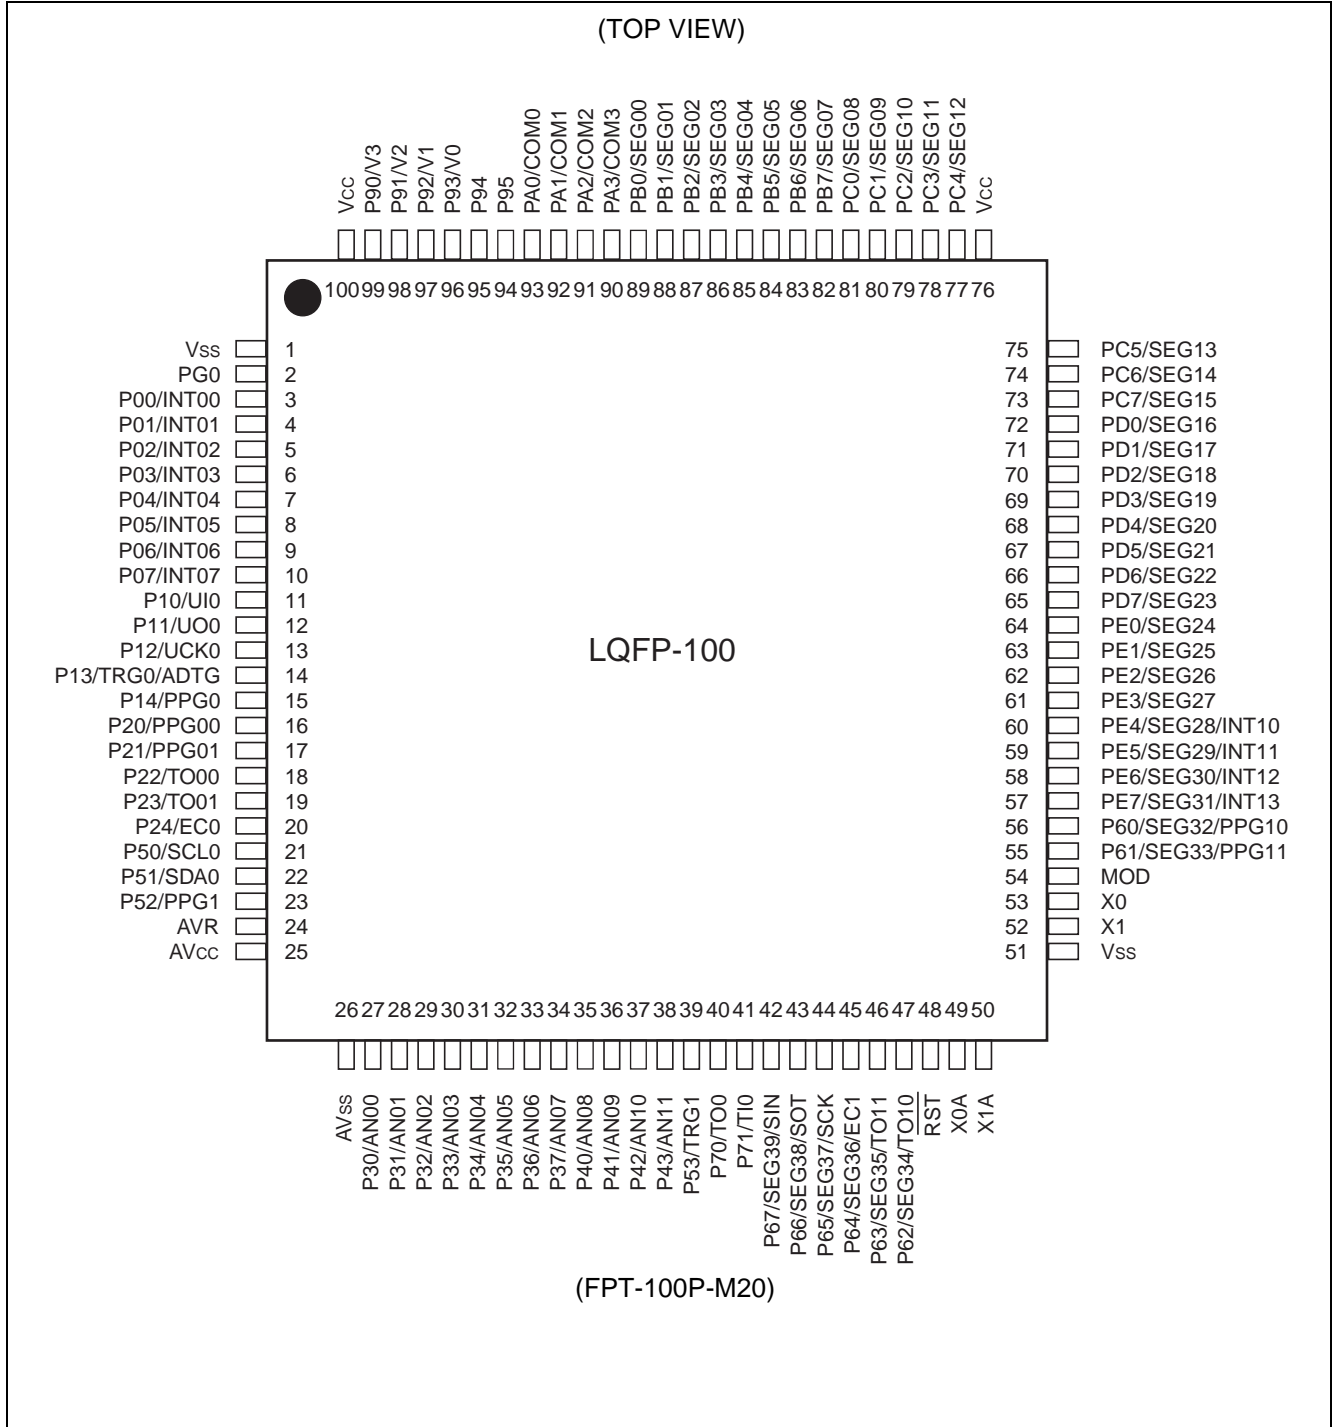 (TOP VIEW)
Vcc
P90/V3
P91/V2
P92/V1
P93/V0
P94
P95
PA0/COM0
PA1/COM1
PA2/COM2
PA3/COM3
PB0/SEG00
PB1/SEG01
PB2/SEG02
PB3/SEG03
PB4/SEG04
PB5/SEG05
PB6/SEG06
PB7/SEG07
PC0/SEG08
PC1/SEG09
PC2/SEG10
PC3/SEG11
PC4/SEG12
Vcc
100 99 98 97 96 95 94 93 92 91 90 89 88 87 86 85 84 83 82 81 80 79 78 77 76
Vss 1 75 PC5/SEG13
PG0 2 74 PC6/SEG14
P00/INT00 3 73 PC7/SEG15
P01/INT01 4 72 PD0/SEG16
P02/INT02 5 71 PD1/SEG17
P03/INT03 6 70 PD2/SEG18
P04/INT04 7 69 PD3/SEG19
P05/INT05 8 68 PD4/SEG20
P06/INT06 9 67 PD5/SEG21
P07/INT07 10 66 PD6/SEG22
P10/UI0 11 65 PD7/SEG23
P11/UO0 12 64 PE0/SEG24
P12/UCK0 13 LQFP-100 63 PE1/SEG25
P13/TRG0/ADTG 14 62 PE2/SEG26
P14/PPG0 15 61 PE3/SEG27
P20/PPG00 16 60 PE4/SEG28/INT10
P21/PPG01 17 59 PE5/SEG29/INT11
P22/TO00 18 58 PE6/SEG30/INT12
P23/TO01 19 57 PE7/SEG31/INT13
P24/EC0 20 56 P60/SEG32/PPG10
P50/SCL0 21 55 P61/SEG33/PPG11
P51/SDA0 22 54 MOD
P52/PPG1 23 53 X0
AVR 24 52 X1
AVcc 25 51 Vss
26 27 28 29 30 31 32 33 34 35 36 37 38 39 40 41 42 43 44 45 46 47 48 49 50
AVss
P30/AN00
P31/AN01
P32/AN02
P33/AN03
P34/AN04
P35/AN05
P36/AN06
P37/AN07
P40/AN08
P41/AN09
P42/AN10
P43/AN11
P53/TRG1
P70/TO0
P71/TI0
P67/SEG39/SIN
P66/SEG38/SOT
P65/SEG37/SCK
P64/SEG36/EC1
P63/SEG35/TO11
P62/SEG34/TO10
RST
X0A
X1A
(FPT-100P-M20)